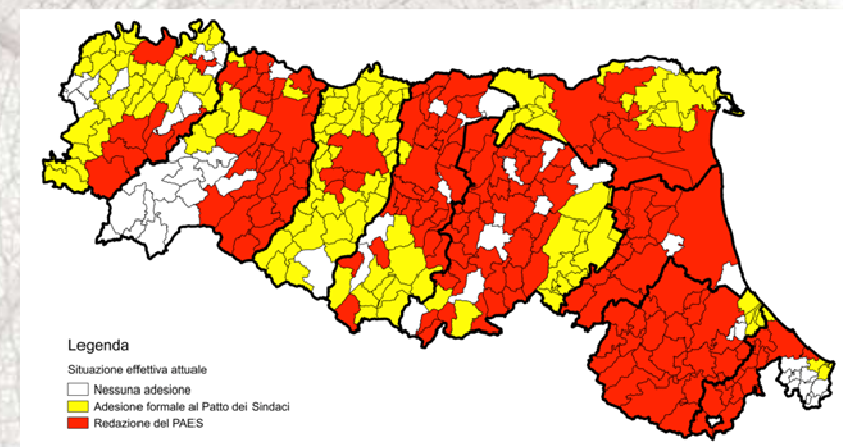 Legenda
Situazione effettiva attuale
Nessuna adesione
Adesione formale al Patto dei Sindaci
Redazione del PAES